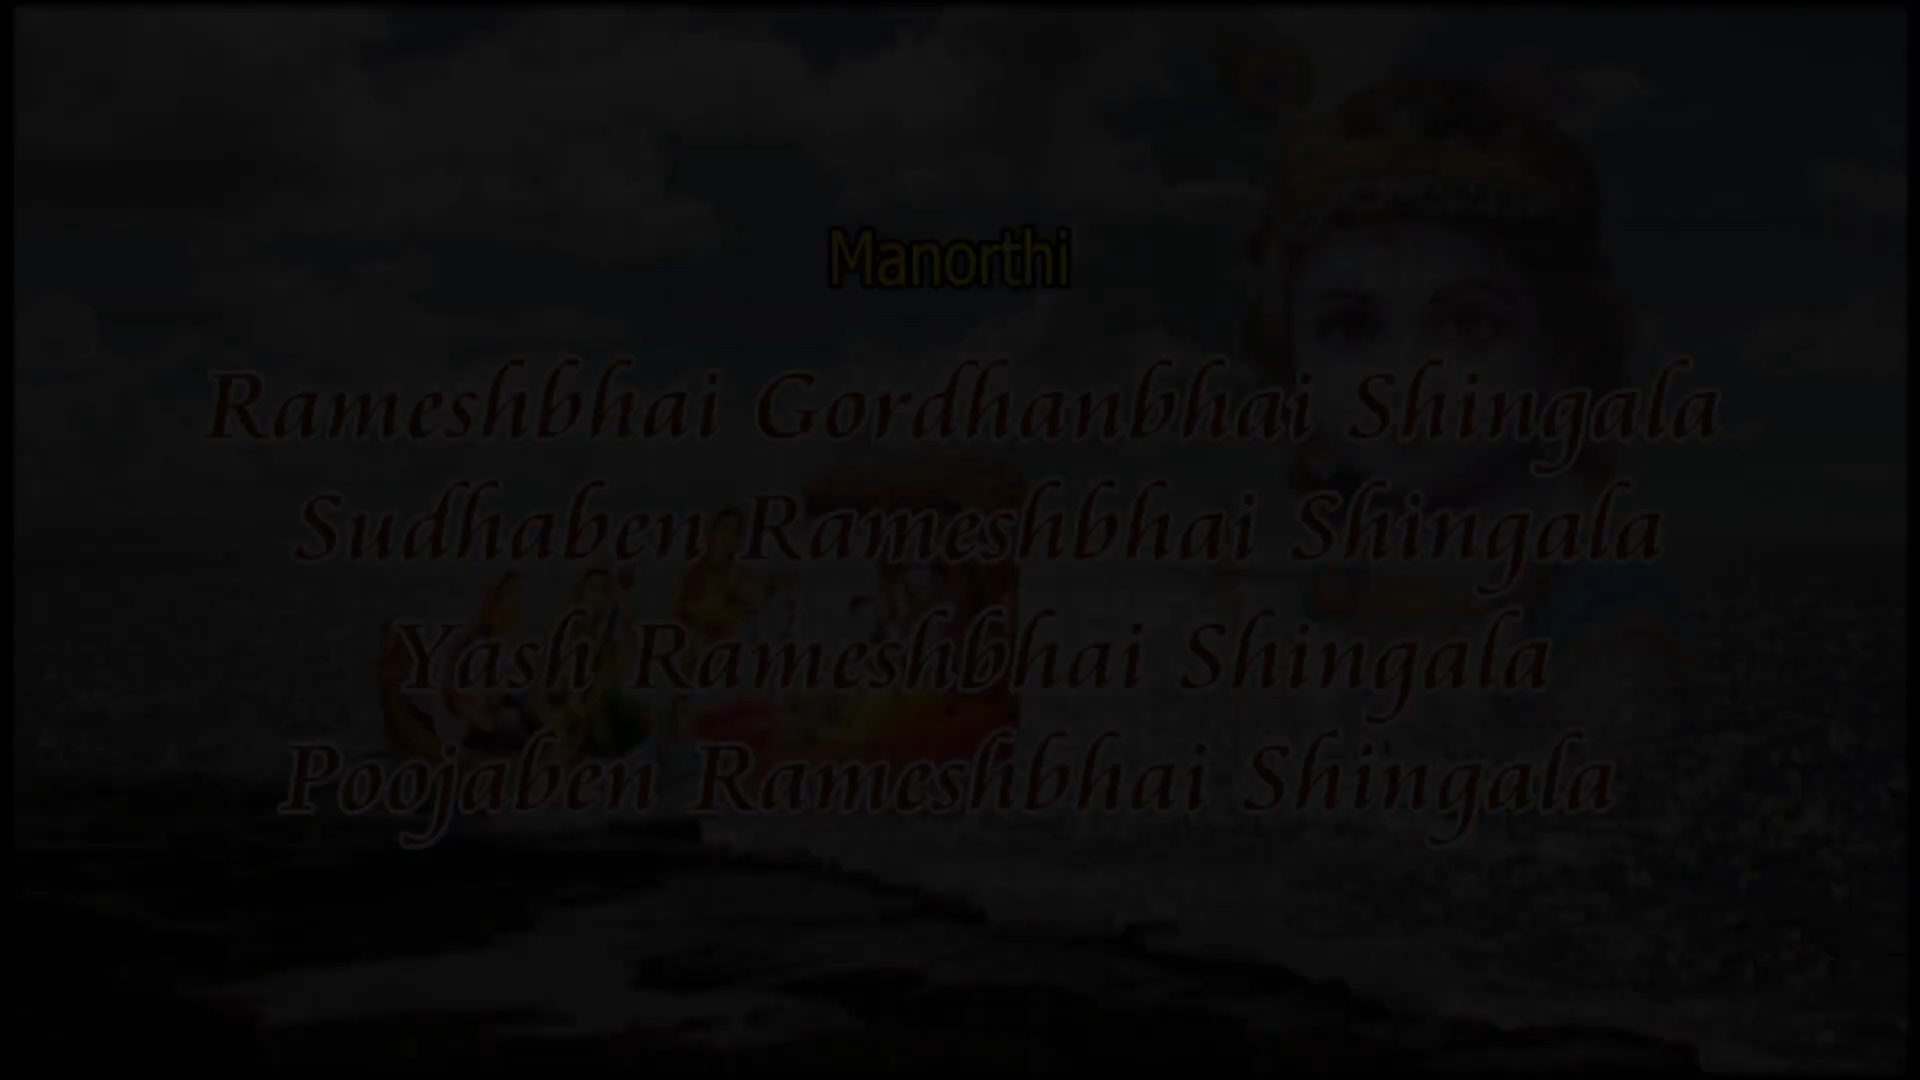 Manorthi
Rameshbhai Gordhanbhai Shingala
Sudhaben Rameshbhai Shingala
Yash Rameshbhai Shingala
Poojaben Rameshbhai Shingala